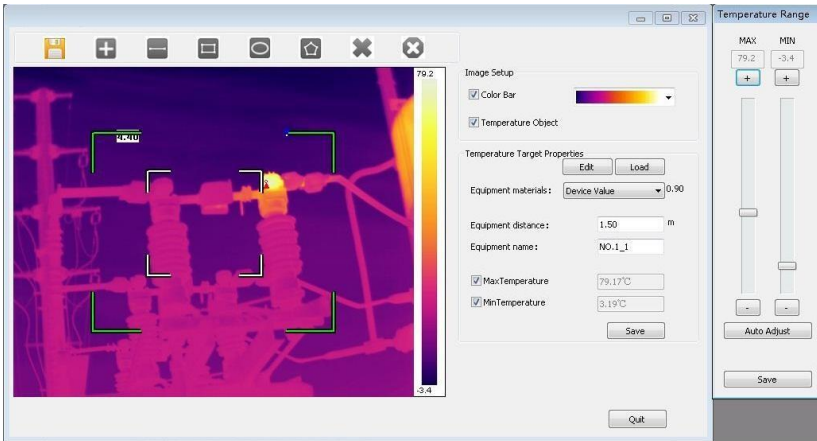 Temperature Range
MAX MIN
79.2 -3.4
+ +
- -
Auto Adjust
Save
79.2
-3.4
4.40
Image Setup
Color Bar
Temperature Object
Temperature Target Properties
Edit Load
Equipment materials: Device Value 0.90
Equipment distance: 1.50 m
Equipment name: NO.1_1
MaxTemperature 79.17℃
MinTemperature 3.19℃
Save
Quit